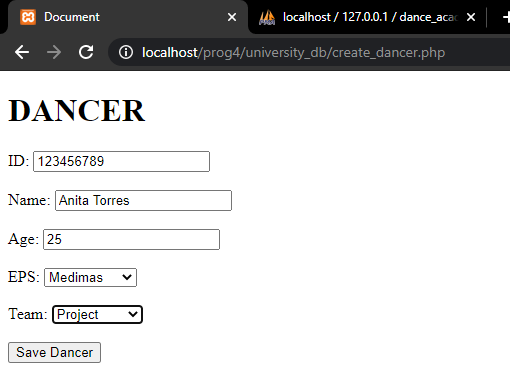 Document
localhost / 127.0.0.1 / dance_aca
localhost/prog4/university_db/create_dancer.php
DANCER
ID: 123456789
Name: Anita Torres
Age: 25
EPS: Medimas
Team: Project
Save Dancer